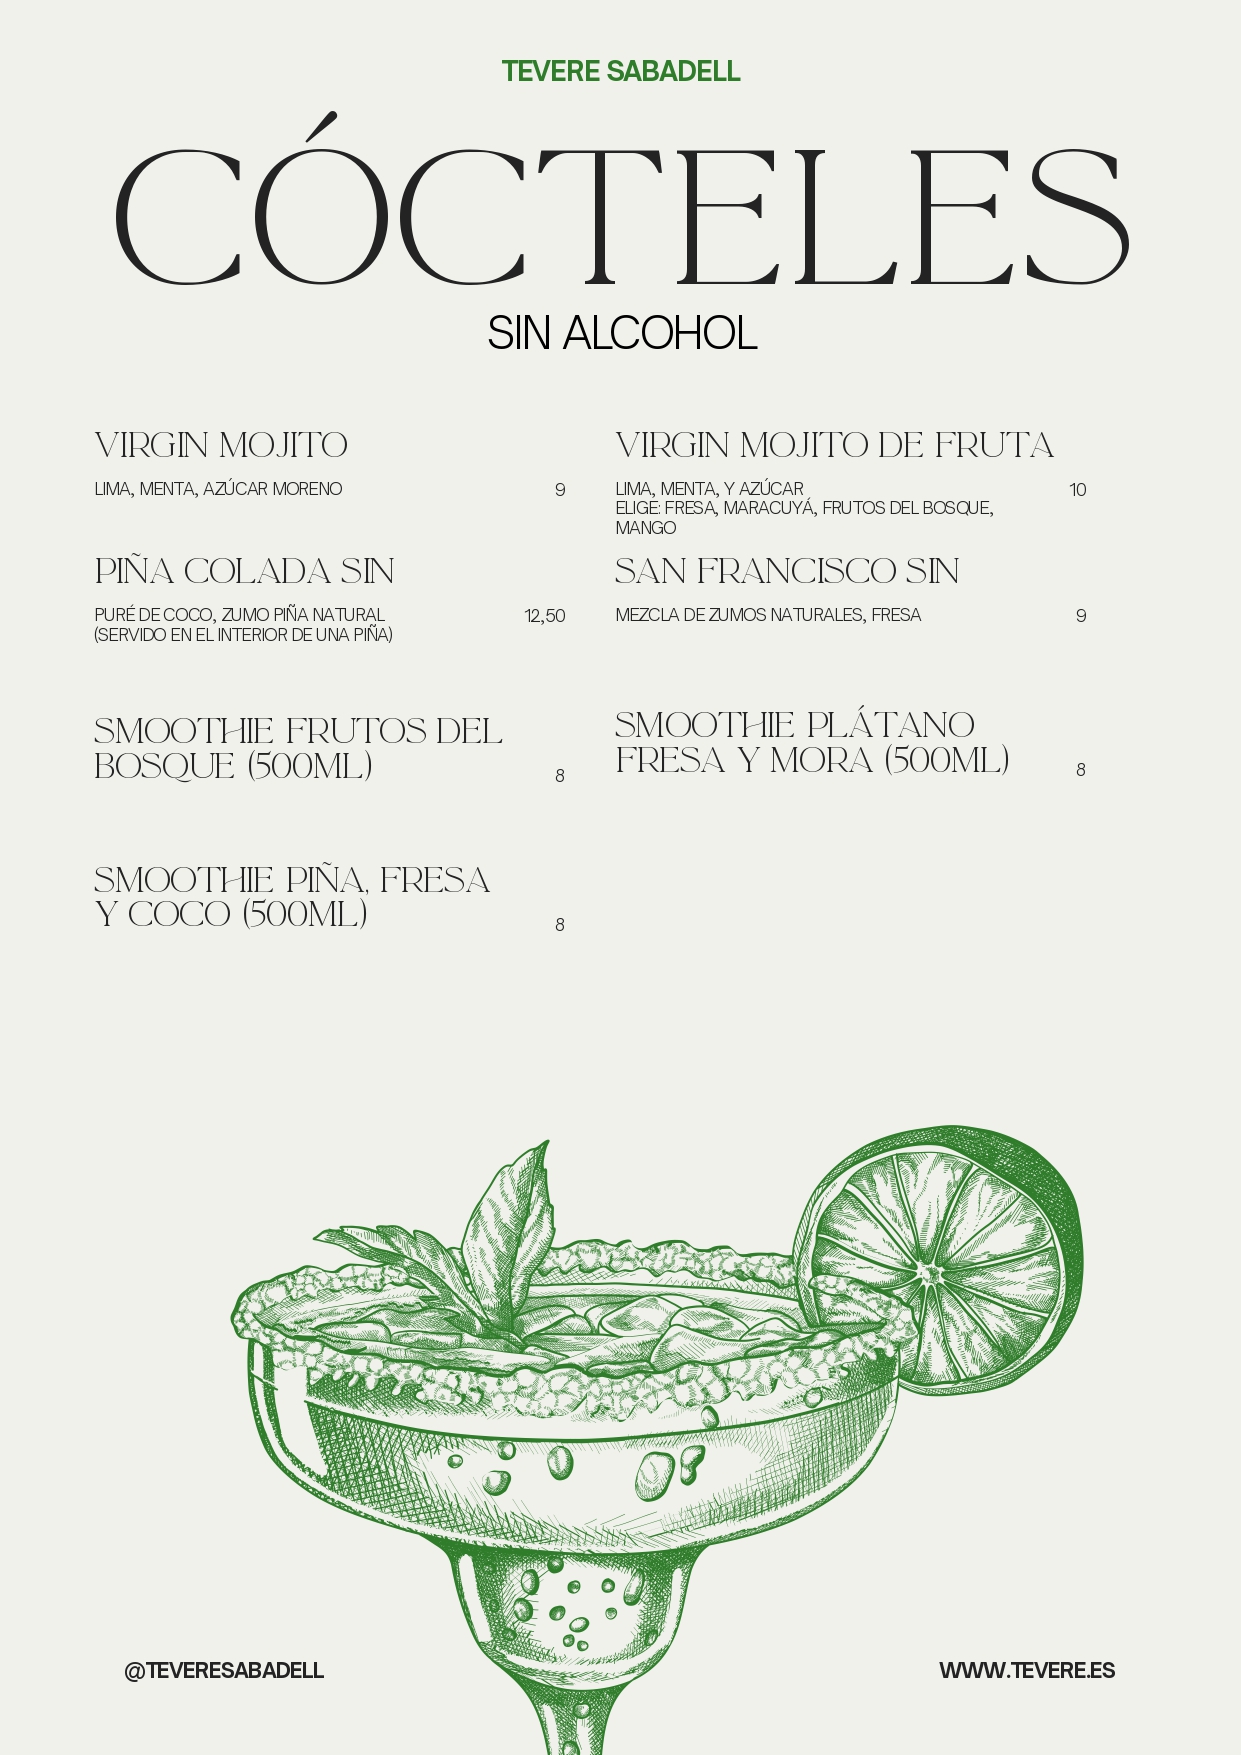 TEVERE SABADELL
CÓCTELES
SIN ALCOHOL
VIRGIN MOJITO
LIMA, MENTA, AZÚCAR MORENO
9
VIRGIN MOJITO DE FRUTA
LIMA, MENTA, Y AZÚCAR
10
ELIGE: FRESA, MARACUYÁ, FRUTOS DEL BOSQUE,
MANGO
PIÑA COLADA SIN
PURÉ DE COCO, ZUMO PIÑA NATURAL
12,50
(SERVIDO EN EL INTERIOR DE UNA PIÑA)
SAN FRANCISCO SIN
MEZCLA DE ZUMOS NATURALES, FRESA
9
SMOOTHIE FRUTOS DEL
BOSQUE (500ML)
8
SMOOTHIE PLÁTANO
FRESA Y MORA (500ML)
8
SMOOTHIE PIÑA, FRESA
Y COCO (500ML)
8
@TEVERESABADELL
WWW.TEVERE.ES